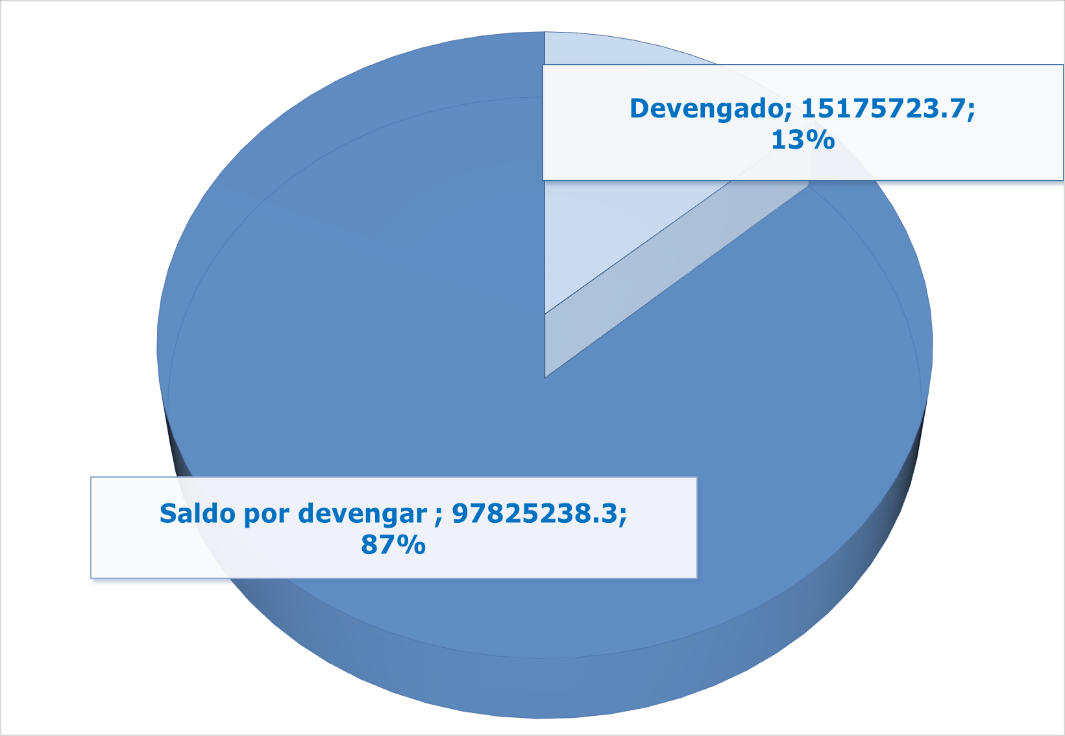 Devengado; 15175723.7;
13%
Saldo por devengar ; 97825238.3;
87%